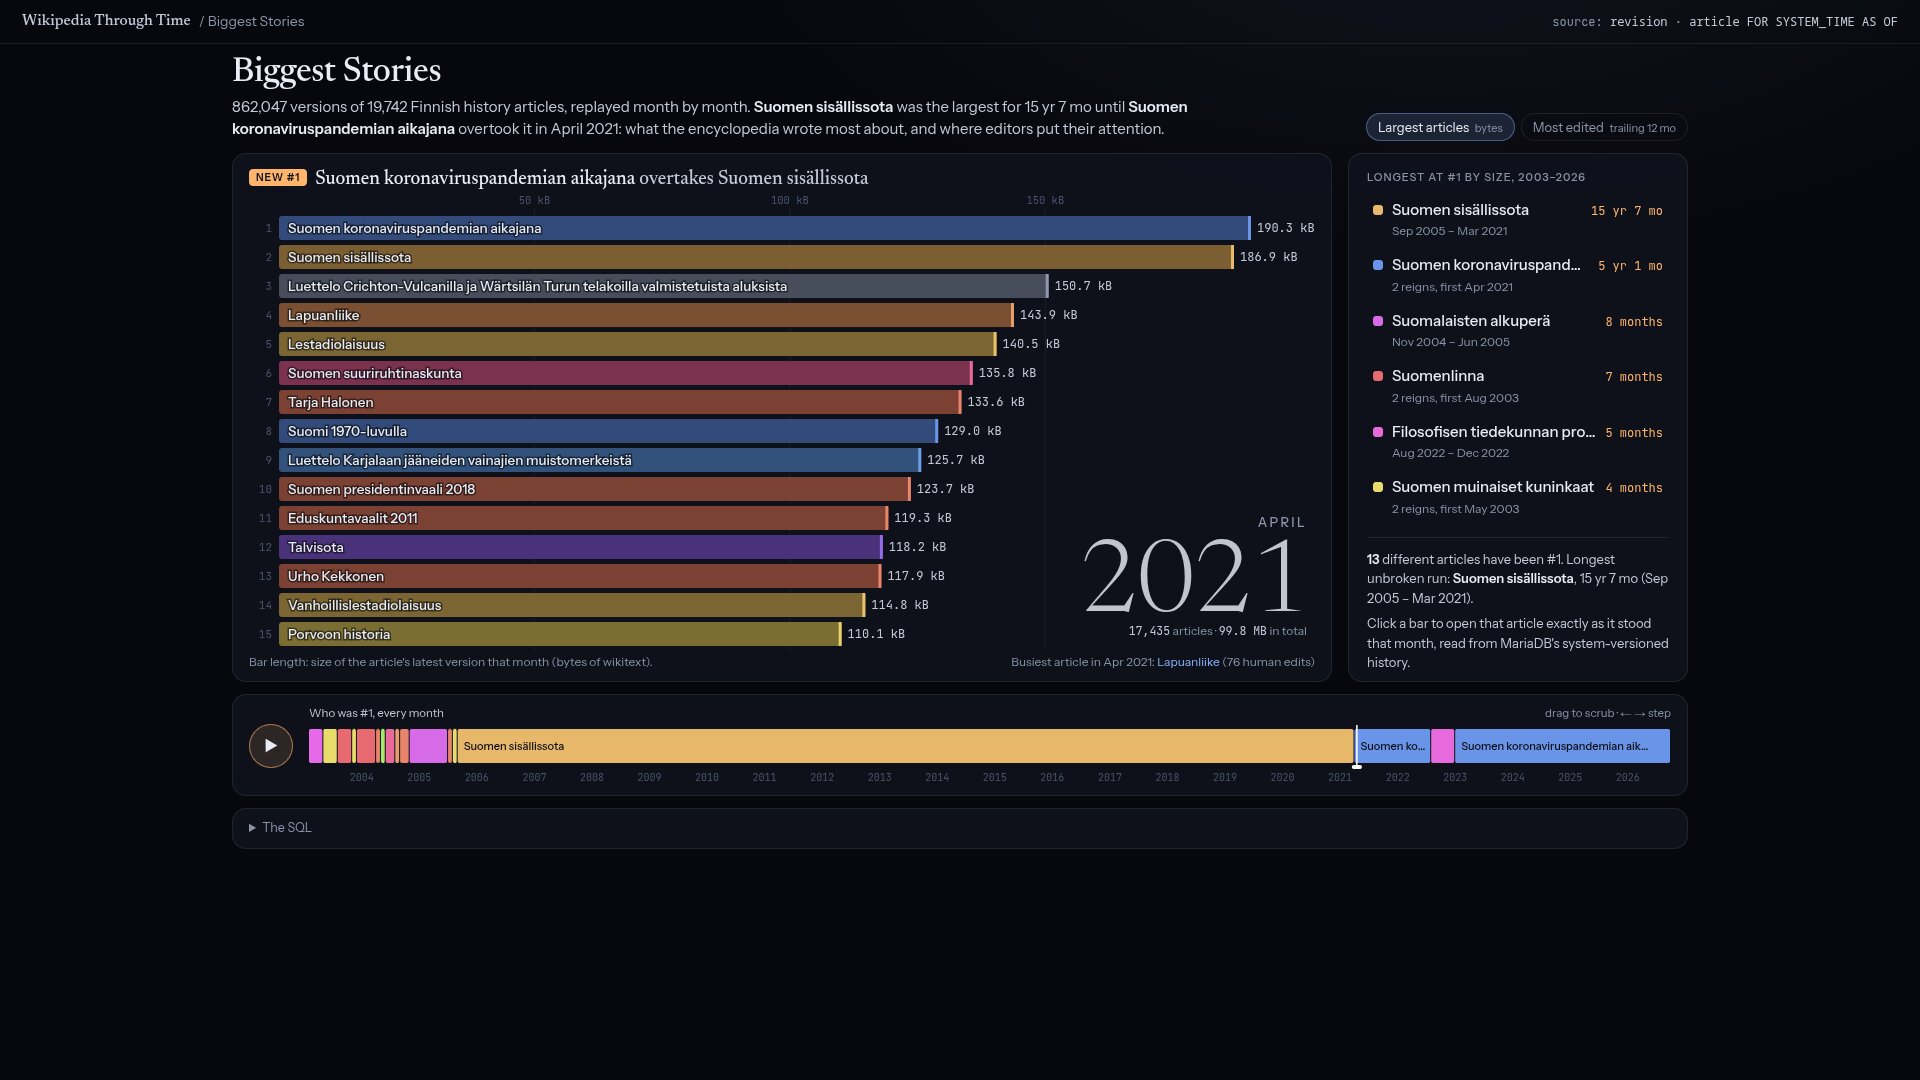 Wikipedia Through Time / Biggest Stories
source: revision · article FOR SYSTEM_TIME AS OF
Biggest Stories
862,047 versions of 19,742 Finnish history articles, replayed month by month. Suomen sisällissota was the largest for 15 yr 7 mo until Suomen
koronaviruspandemian aikajana overtook it in April 2021: what the encyclopedia wrote most about, and where editors put their attention.
Largest articles bytes
Most edited trailing 12 mo
NEW #1 Suomen koronaviruspandemian aikajana overtakes Suomen sisällissota
50 kB 100 kB 150 kB
1 Suomen koronaviruspandemian aikajana 190.3 kB
2 Suomen sisällissota 186.9 kB
3 Luettelo Crichton-Vulcanilla ja Wärtsilän Turun telakoilla valmistetuista aluksista 150.7 kB
4 Lapuanliike 143.9 kB
5 Lestadiolaisuus 140.5 kB
6 Suomen suuriruhtinaskunta 135.8 kB
7 Tarja Halonen 133.6 kB
8 Suomi 1970-luvulla 129.0 kB
9 Luettelo Karjalaan jääneiden vainajien muistomerkeistä 125.7 kB
10 Suomen presidentinvaali 2018 123.7 kB
11 Eduskuntavaalit 2011 119.3 kB
12 Talvisota 118.2 kB
13 Urho Kekkonen 117.9 kB
14 Vanhoillislestadiolaisuus 114.8 kB
15 Porvoon historia 110.1 kB
APRIL
2021
17,435 articles · 99.8 MB in total
Bar length: size of the article's latest version that month (bytes of wikitext).
Busiest article in Apr 2021: Lapuanliike (76 human edits)
LONGEST AT #1 BY SIZE, 2003–2026
Suomen sisällissota 15 yr 7 mo
Sep 2005 – Mar 2021
Suomen koronaviruspand... 5 yr 1 mo
2 reigns, first Apr 2021
Suomalaisten alkuperä 8 months
Nov 2004 – Jun 2005
Suomenlinna 7 months
2 reigns, first Aug 2003
Filosofisen tiedekunnan pro... 5 months
Aug 2022 – Dec 2022
Suomen muinaiset kuninkaat 4 months
2 reigns, first May 2003
13 different articles have been #1. Longest
unbroken run: Suomen sisällissota, 15 yr 7 mo (Sep
2005 – Mar 2021).
Click a bar to open that article exactly as it stood
that month, read from MariaDB's system-versioned
history.
Who was #1, every month
drag to scrub · ← → step
Suomen sisällissota
Suomen ko...
Suomen koronaviruspandemian aik...
2004 2005 2006 2007 2008 2009 2010 2011 2012 2013 2014 2015 2016 2017 2018 2019 2020 2021 2022 2023 2024 2025 2026
The SQL